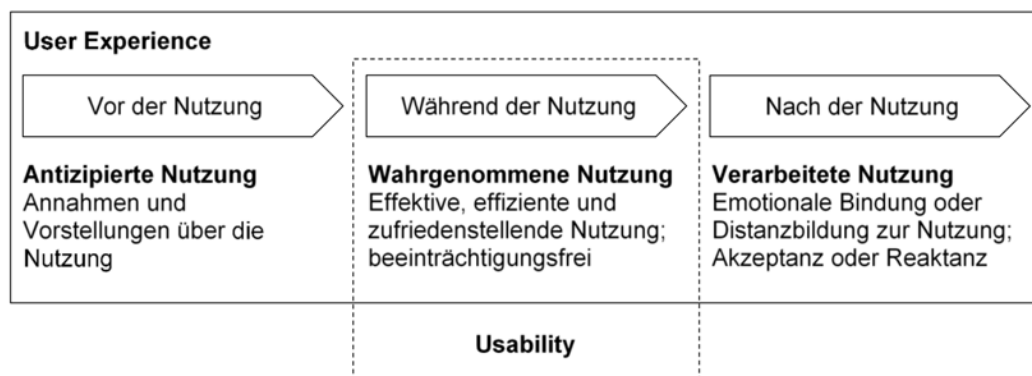 User Experience
Vor der Nutzung
Während der Nutzung
Nach der Nutzung
Antizipierte Nutzung
Annahmen und
Vorstellungen über die
Nutzung
Wahrgenommene Nutzung
Effektive, effiziente und
zufriedenstellende Nutzung;
beeinträchtigungsfrei
Verarbeitete Nutzung
Emotionale Bindung oder
Distanzbildung zur Nutzung;
Akzeptanz oder Reaktanz
Usability